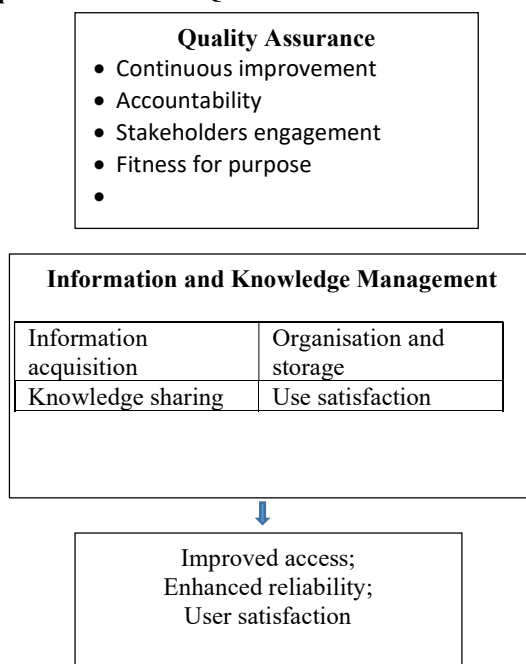 Quality Assurance
• Continuous improvement
• Accountability
• Stakeholders engagement
• Fitness for purpose
•
Information and Knowledge Management
Information acquisition
Organisation and storage
Knowledge sharing
Use satisfaction
Improved access;
Enhanced reliability;
User satisfaction